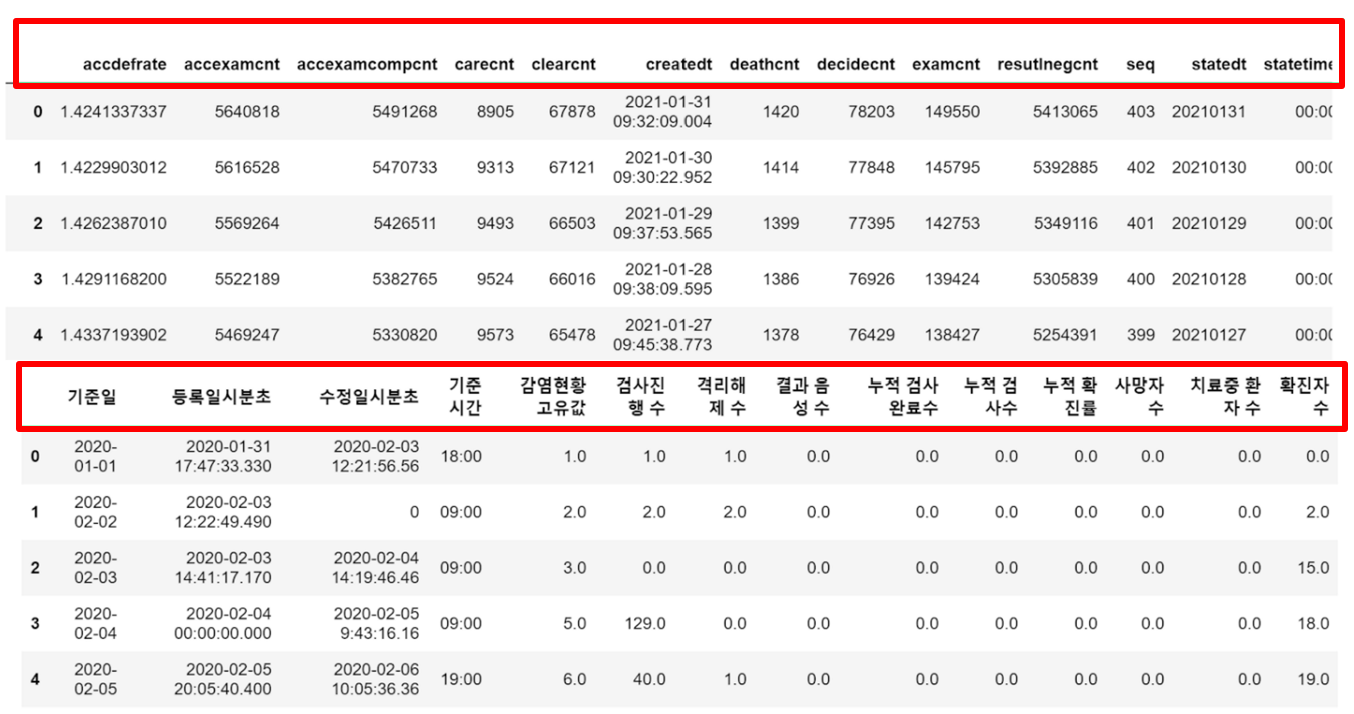 accdefrate accexamcnt accexamcompcnt carecnt clearcnt createdt deathcnt decidecnt examcnt resutlnegcnt seq statedt statetime
0 1.4241337337 5640818 5491268 8905 67878 2021-01-31 09:32:09.004 1420 78203 149550 5413065 403 20210131 00:00
1 1.4229903012 5616528 5470733 9313 67121 2021-01-30 09:30:22.952 1414 77848 145795 5392885 402 20210130 00:00
2 1.4262387010 5569264 5426511 9493 66503 2021-01-29 09:37:53.565 1399 77395 142753 5349116 401 20210129 00:00
3 1.4291168200 5522189 5382765 9524 66016 2021-01-28 09:38:09.595 1386 76926 139424 5305839 400 20210128 00:00
4 1.4337193902 5469247 5330820 9573 65478 2021-01-27 09:45:38.773 1378 76429 138427 5254391 399 20210127 00:00
기준일 등록일시분초 수정일시분초 기준 시간 감염현황 고유값 검사진 행 수 격리해 제 수 결과 음 성 수 누적 검사 완료수 누적 검 사수 누적 확 진률 사망자 수 치료중 환 자 수 확진자 수
0 2020-01-01 2020-01-31 17:47:33.330 2020-02-03 12:21:56.56 18:00 1.0 1.0 1.0 0.0 0.0 0.0 0.0 0.0 0.0 0.0
1 2020-02-02 2020-02-03 12:22:49.490 0 09:00 2.0 2.0 2.0 0.0 0.0 0.0 0.0 0.0 0.0 2.0
2 2020-02-03 2020-02-03 14:41:17.170 2020-02-04 14:19:46.46 09:00 3.0 0.0 0.0 0.0 0.0 0.0 0.0 0.0 0.0 15.0
3 2020-02-04 2020-02-04 00:00:00.000 2020-02-05 9:43:16.16 09:00 5.0 129.0 0.0 0.0 0.0 0.0 0.0 0.0 0.0 18.0
4 2020-02-05 2020-02-05 20:05:40.400 2020-02-06 10:05:36.36 19:00 6.0 40.0 1.0 0.0 0.0 0.0 0.0 0.0 0.0 19.0